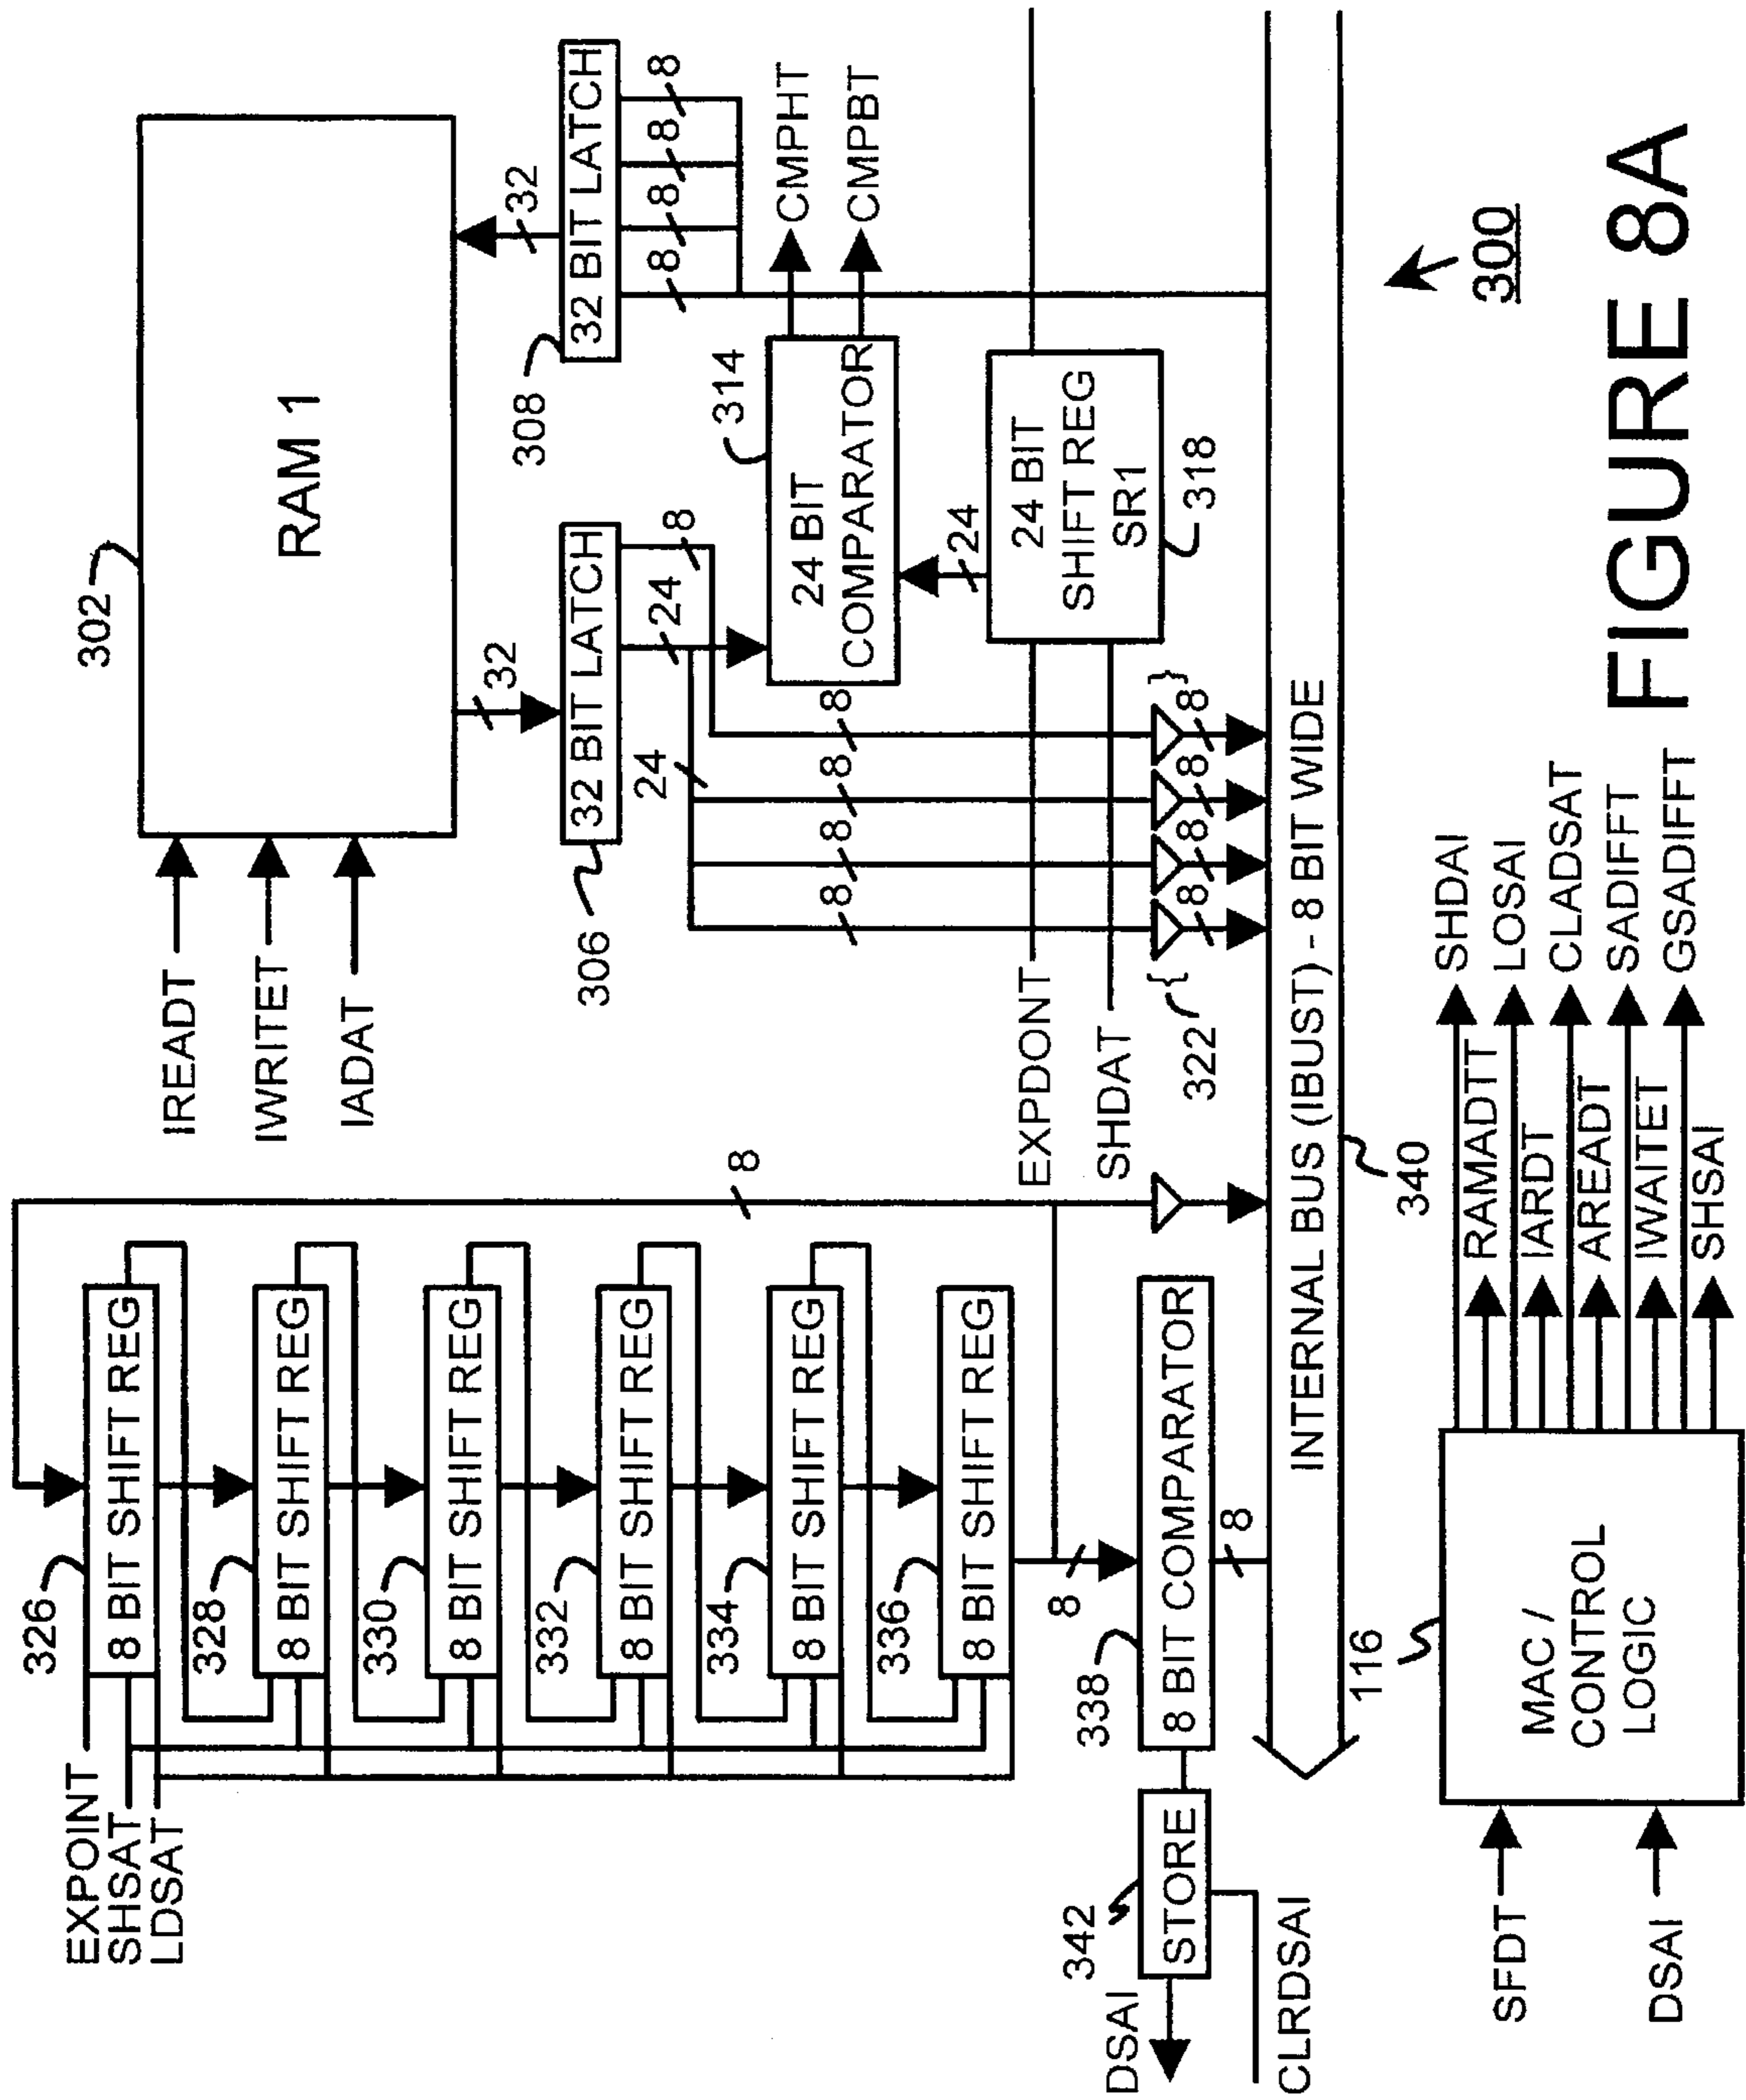 EXPOINT
SHSAT
LDSAT
326
8 BIT SHIFT REG
328
8 BIT SHIFT REG
330
8 BIT SHIFT REG
332
8 BIT SHIFT REG
334
8 BIT SHIFT REG
336
8 BIT SHIFT REG
8
8
338
8 BIT COMPARATOR
8
342
STORE
DSAI
CLRDSAI
IREADT
IWRITET
IADAT
302
RAM 1
32
32
306
32 BIT LATCH
24
24
8
308
32 BIT LATCH
8
8
8
8
314
24 BIT
COMPARATOR
CMPHT
CMPBT
24
24 BIT
SHIFT REG
SR1
318
EXPDONT
SHDAT
8
8
8
8
322
{
}
8
8
8
8
INTERNAL BUS (IBUST) - 8 BIT WIDE
340
116
MAC /
CONTROL
LOGIC
SFDT
DSAI
SHDAI
RAMADTT
LOSAI
IARDT
CLADSAT
AREADT
SADIFFT
IWAITET
GSADIFFT
SHSAI
300
FIGURE 8A